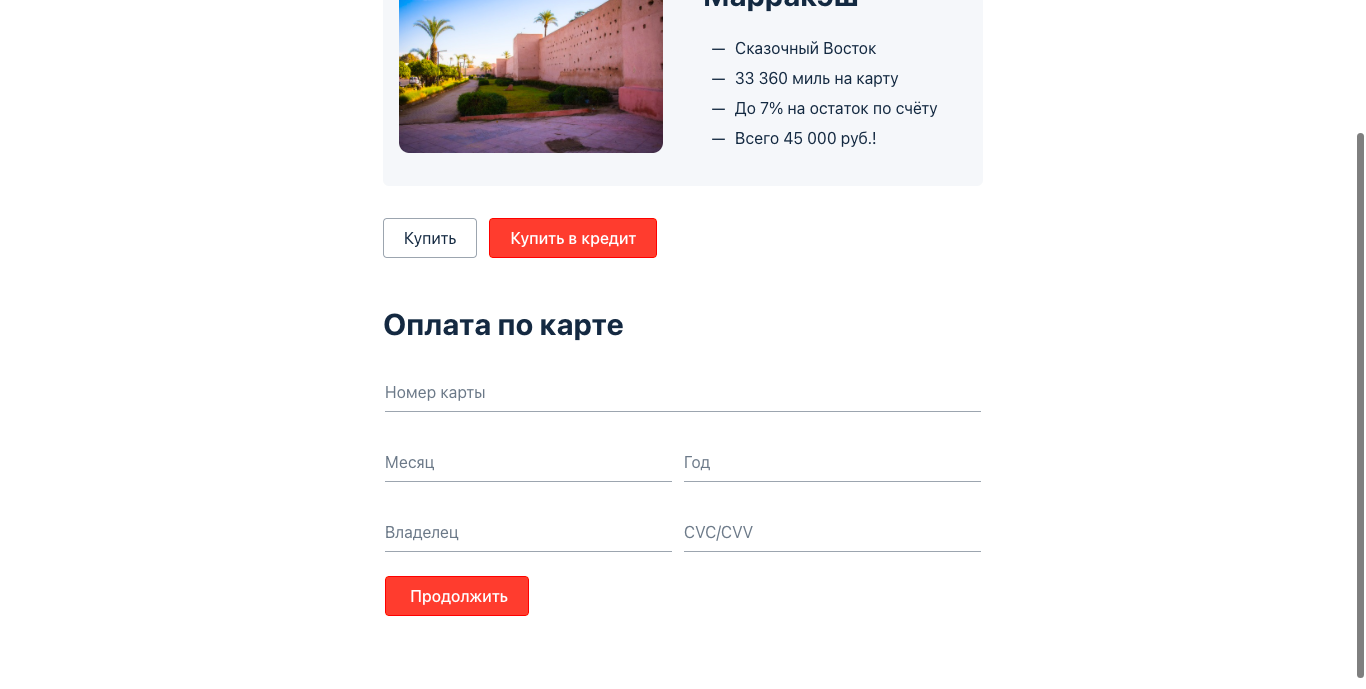 Марракэш
— Сказочный Восток
— 33 360 миль на карту
— До 7% на остаток по счёту
— Всего 45 000 руб.!
Купить Купить в кредит
Оплата по карте
Номер карты
Месяц Год
Владелец CVC/CVV
Продолжить